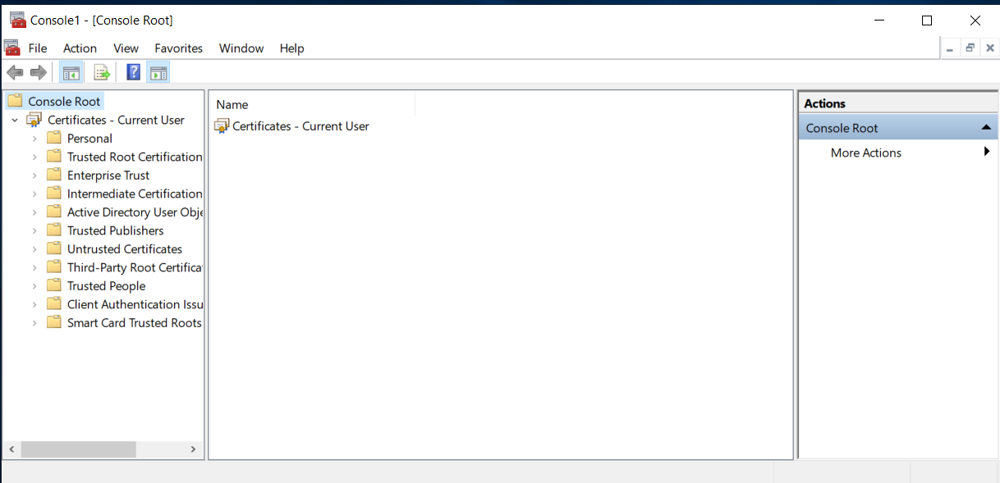 Console1 - [Console Root]
File Action View Favorites Window Help
?
Console Root
Certificates - Current User
Personal
Trusted Root Certification
Enterprise Trust
Intermediate Certification
Active Directory User Obje
Trusted Publishers
Untrusted Certificates
Third-Party Root Certifica
Trusted People
Client Authentication Issu
Smart Card Trusted Roots
Name
Certificates - Current User
Actions
Console Root
More Actions